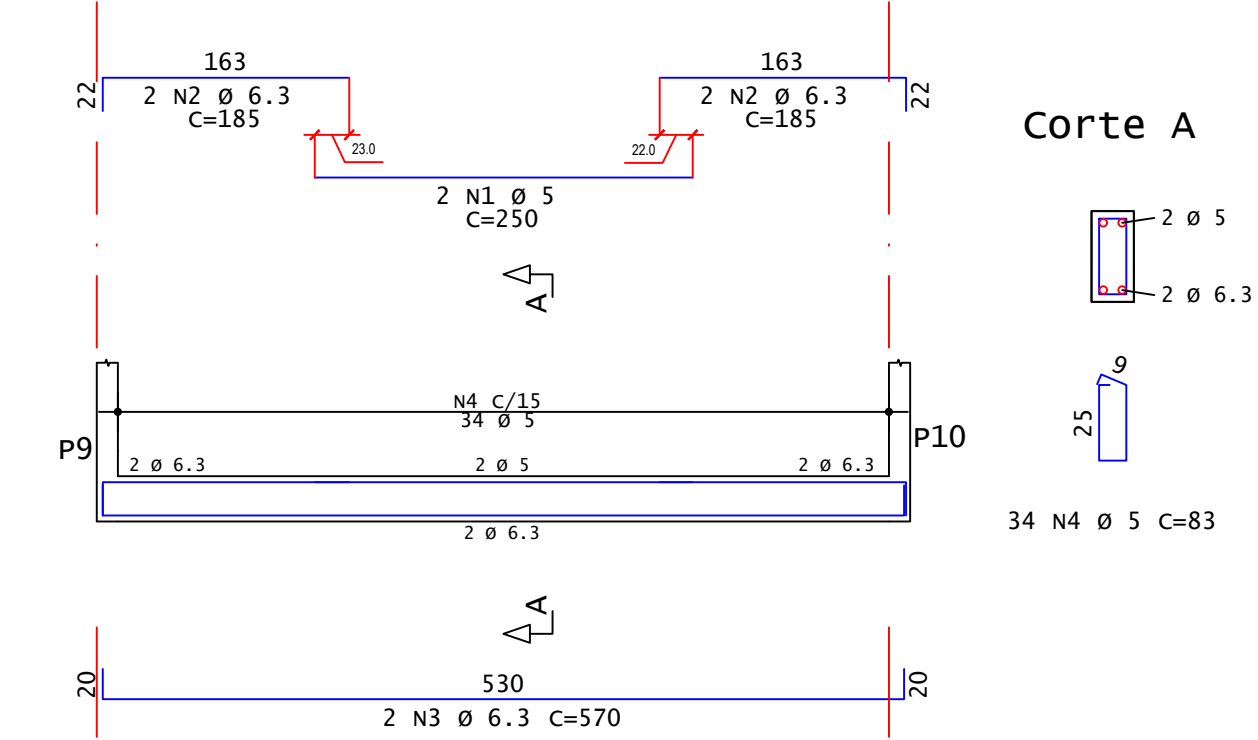 163
22
2 N2 Ø 6.3
C=185
163
22
2 N2 Ø 6.3
C=185
23.0
22.0
2 N1 Ø 5
C=250
A
N4 C/15
34 Ø 5
P9
P10
2 Ø 6.3
2 Ø 5
2 Ø 6.3
2 Ø 6.3
A
20
530
20
2 N3 Ø 6.3 C=570
Corte A
2 Ø 5
2 Ø 6.3
9
25
34 N4 Ø 5 C=83